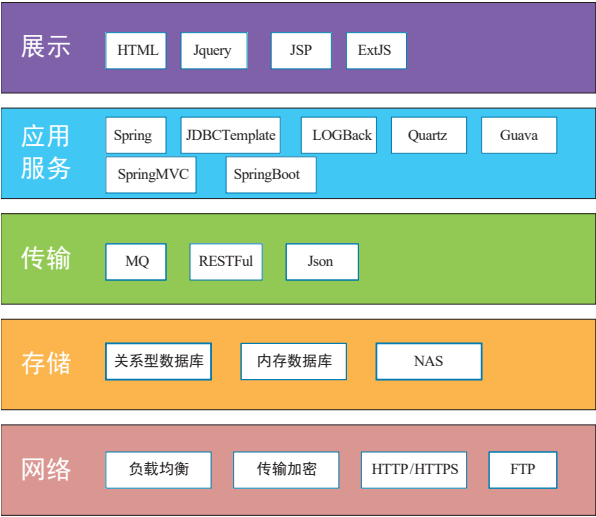 展示
HTML Jquery JSP ExtJS
应用
服务
Spring JDBCTemplate LOGBack Quartz Guava
SpringMVC SpringBoot
传输
MQ RESTFul Json
存储
关系型数据库 内存数据库 NAS
网络
负载均衡 传输加密 HTTP/HTTPS FTP